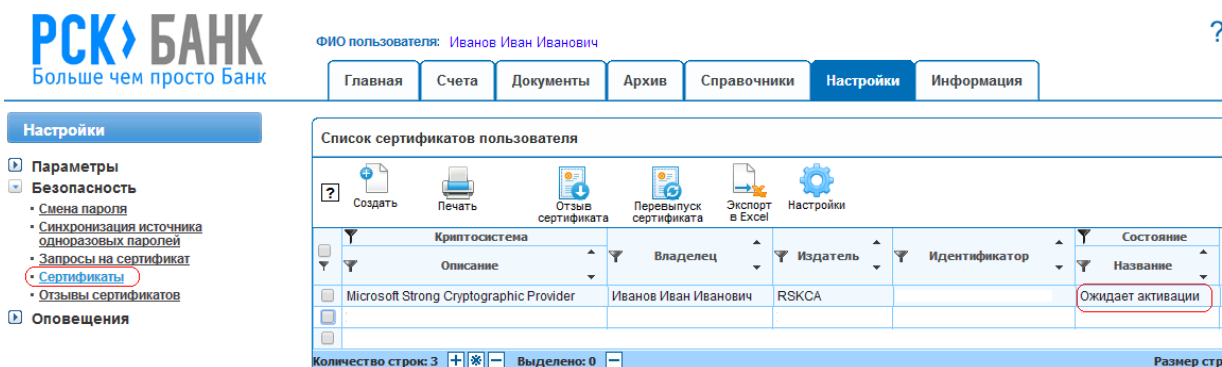 РСК БАНК
Больше чем просто Банк
?
ФИО пользователя: Иванов Иван Иванович
Главная Счета Документы Архив Справочники Настройки Информация
Настройки
Параметры
Безопасность
Смена пароля
Синхронизация источника
одноразовых паролей
Запросы на сертификат
Сертификаты
Отзывы сертификатов
Оповещения
Список сертификатов пользователя
?
Создать
Печать
Отзыв
сертификата
Перевыпуск
сертификата
Экспорт
в Excel
Настройки
Криптосистема
Описание
Владелец
Издатель
Идентификатор
Состояние
Название
Microsoft Strong Cryptographic Provider Иванов Иван Иванович RSKCA Ожидает активации
Количество строк: 3 Выделено: 0 Размер стр